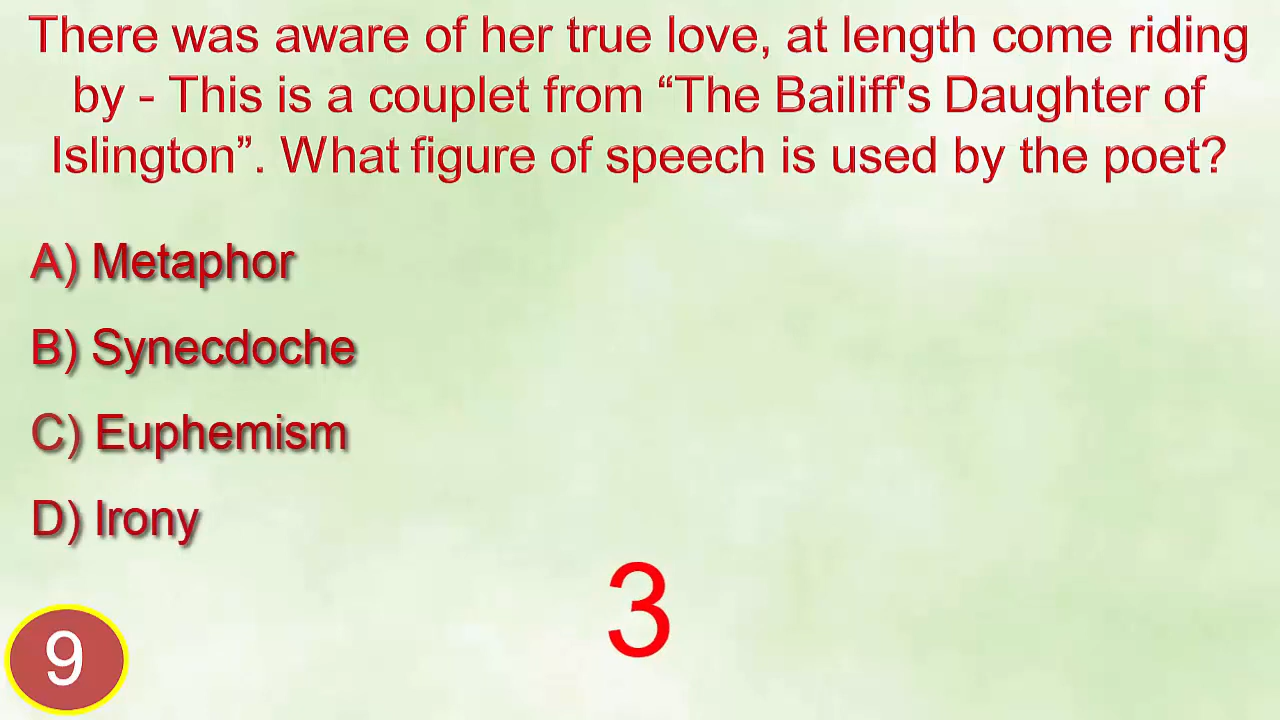 There was aware of her true love, at length come riding
by - This is a couplet from “The Bailiff's Daughter of
Islington”. What figure of speech is used by the poet?
A) Metaphor
B) Synecdoche
C) Euphemism
D) Irony
3
9